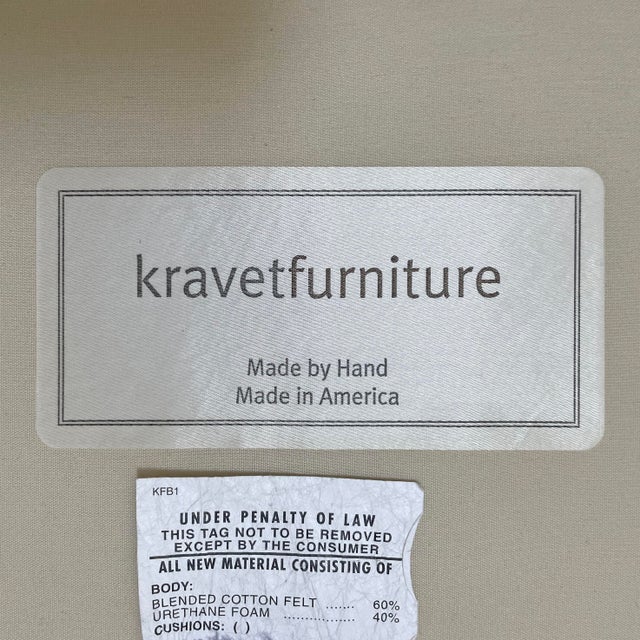 kravetfurniture
Made by Hand
Made in America
KFB1
UNDER PENALTY OF LAW
THIS TAG NOT TO BE REMOVED
EXCEPT BY THE CONSUMER
ALL NEW MATERIAL CONSISTING OF
BODY:
BLENDED COTTON FELT ....... 60%
URETHANE FOAM ................. 40%
CUSHIONS: ( )